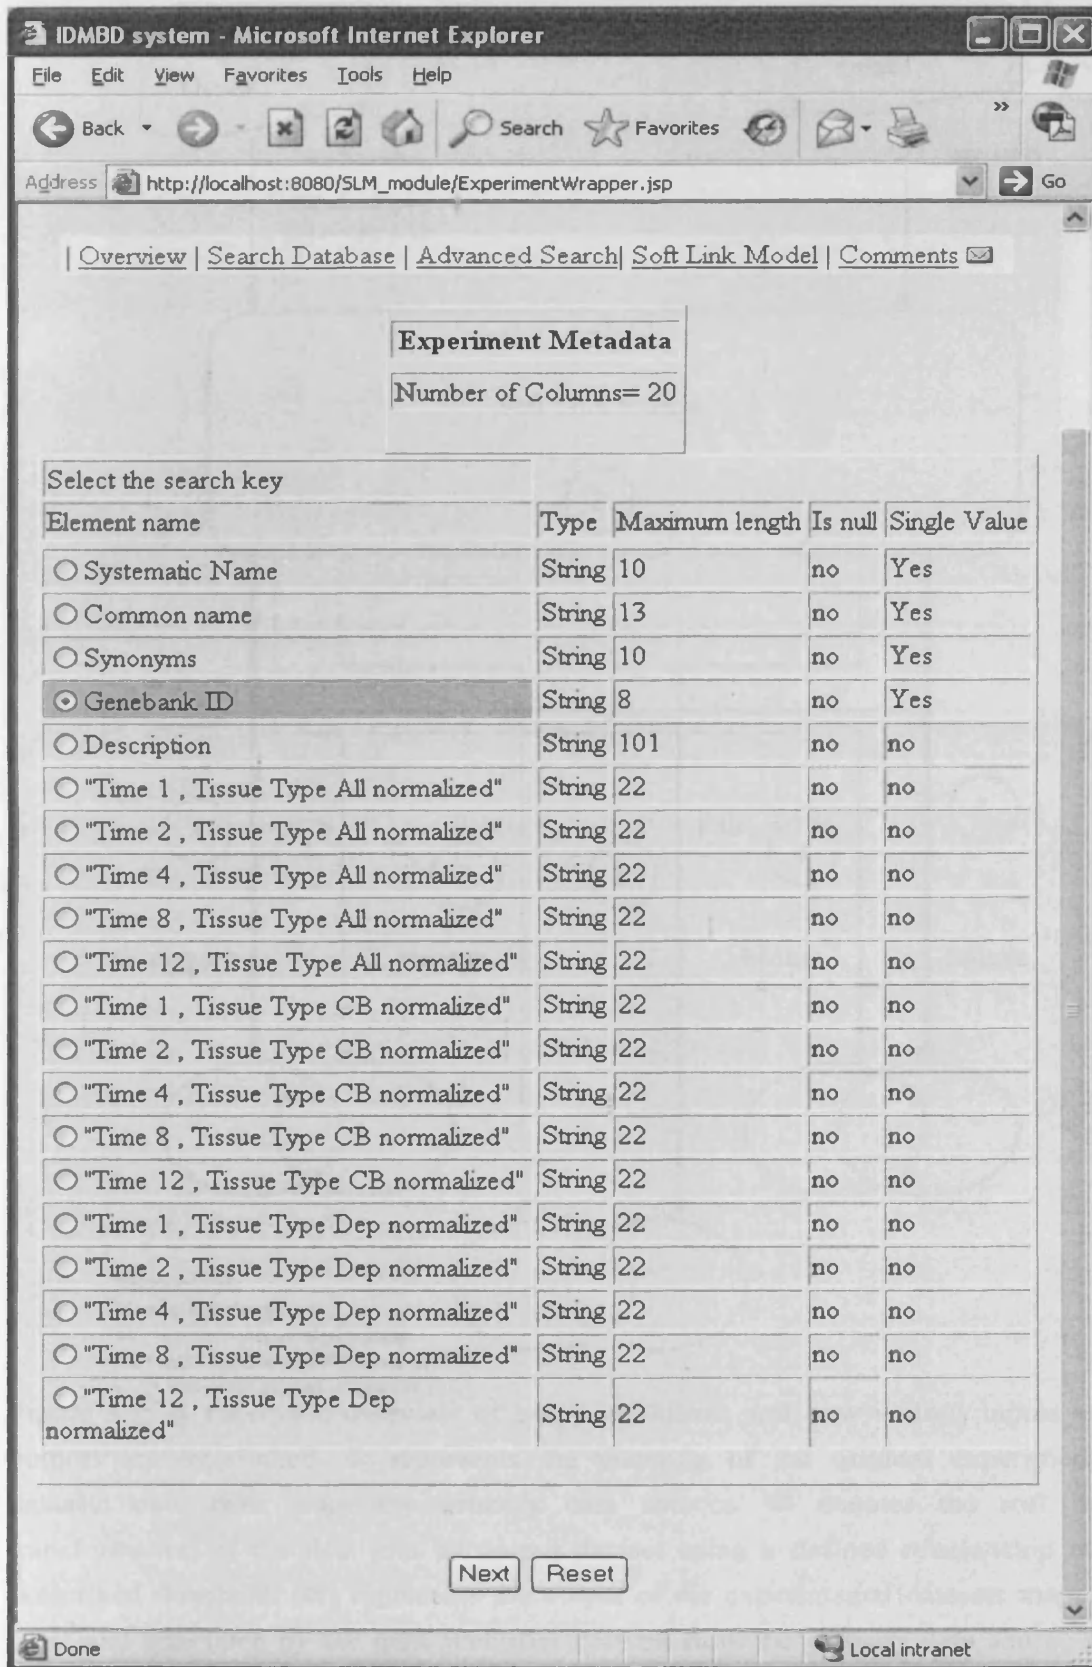 IDMBD system - Microsoft Internet Explorer
File Edit View Favorites Tools Help
Back Search Favorites »
Address http://localhost:8080/SLM_module/ExperimentWrapper.jsp Go
| Overview | Search Database | Advanced Search| Soft Link Model | Comments
Experiment Metadata
Number of Columns= 20
Select the search key
Element name Type Maximum length Is null Single Value
Systematic Name String 10 no Yes
Common name String 13 no Yes
Synonyms String 10 no Yes
Genebank ID String 8 no Yes
Description String 101 no no
"Time 1 , Tissue Type All normalized" String 22 no no
"Time 2 , Tissue Type All normalized" String 22 no no
"Time 4 , Tissue Type All normalized" String 22 no no
"Time 8 , Tissue Type All normalized" String 22 no no
"Time 12 , Tissue Type All normalized" String 22 no no
"Time 1 , Tissue Type CB normalized" String 22 no no
"Time 2 , Tissue Type CB normalized" String 22 no no
"Time 4 , Tissue Type CB normalized" String 22 no no
"Time 8 , Tissue Type CB normalized" String 22 no no
"Time 12 , Tissue Type CB normalized" String 22 no no
"Time 1 , Tissue Type Dep normalized" String 22 no no
"Time 2 , Tissue Type Dep normalized" String 22 no no
"Time 4 , Tissue Type Dep normalized" String 22 no no
"Time 8 , Tissue Type Dep normalized" String 22 no no
"Time 12 , Tissue Type Dep
normalized" String 22 no no
Next Reset
Done Local intranet